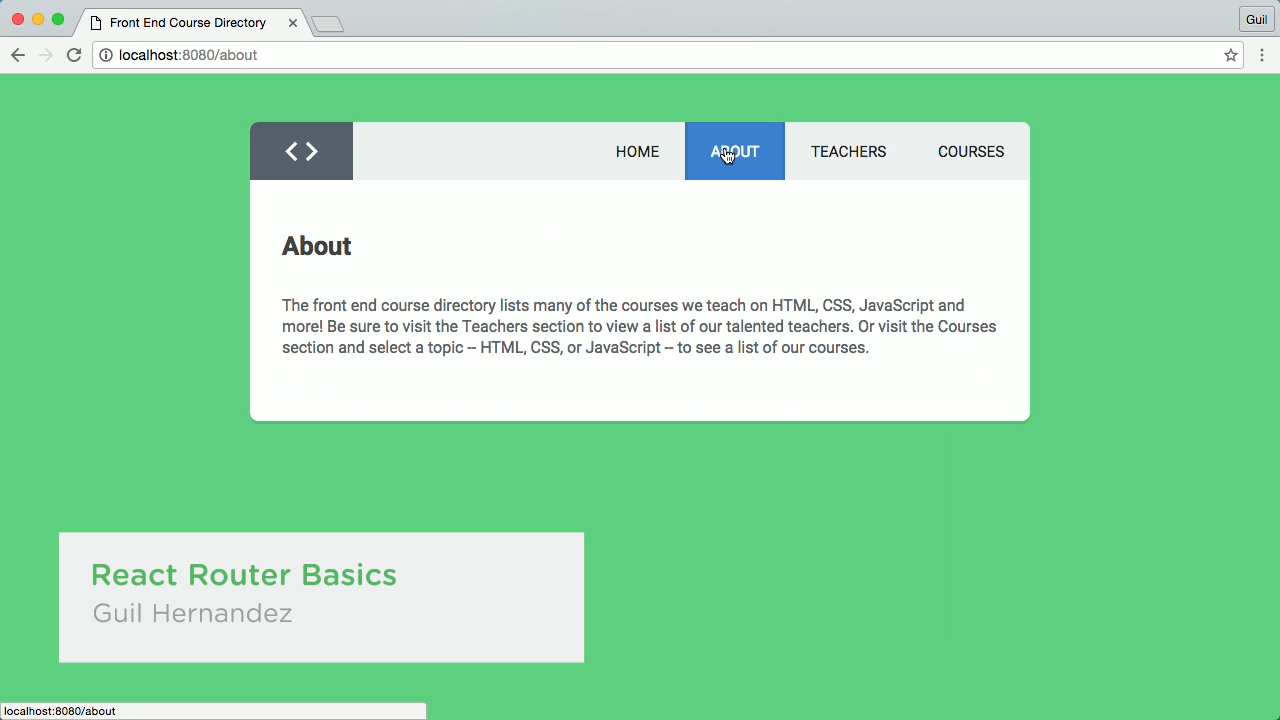 Front End Course Directory
Guil
localhost:8080/about
< >
HOME ABOUT TEACHERS COURSES
About
The front end course directory lists many of the courses we teach on HTML, CSS, JavaScript and
more! Be sure to visit the Teachers section to view a list of our talented teachers. Or visit the Courses
section and select a topic -- HTML, CSS, or JavaScript -- to see a list of our courses.
React Router Basics
Guil Hernandez
localhost:8080/about